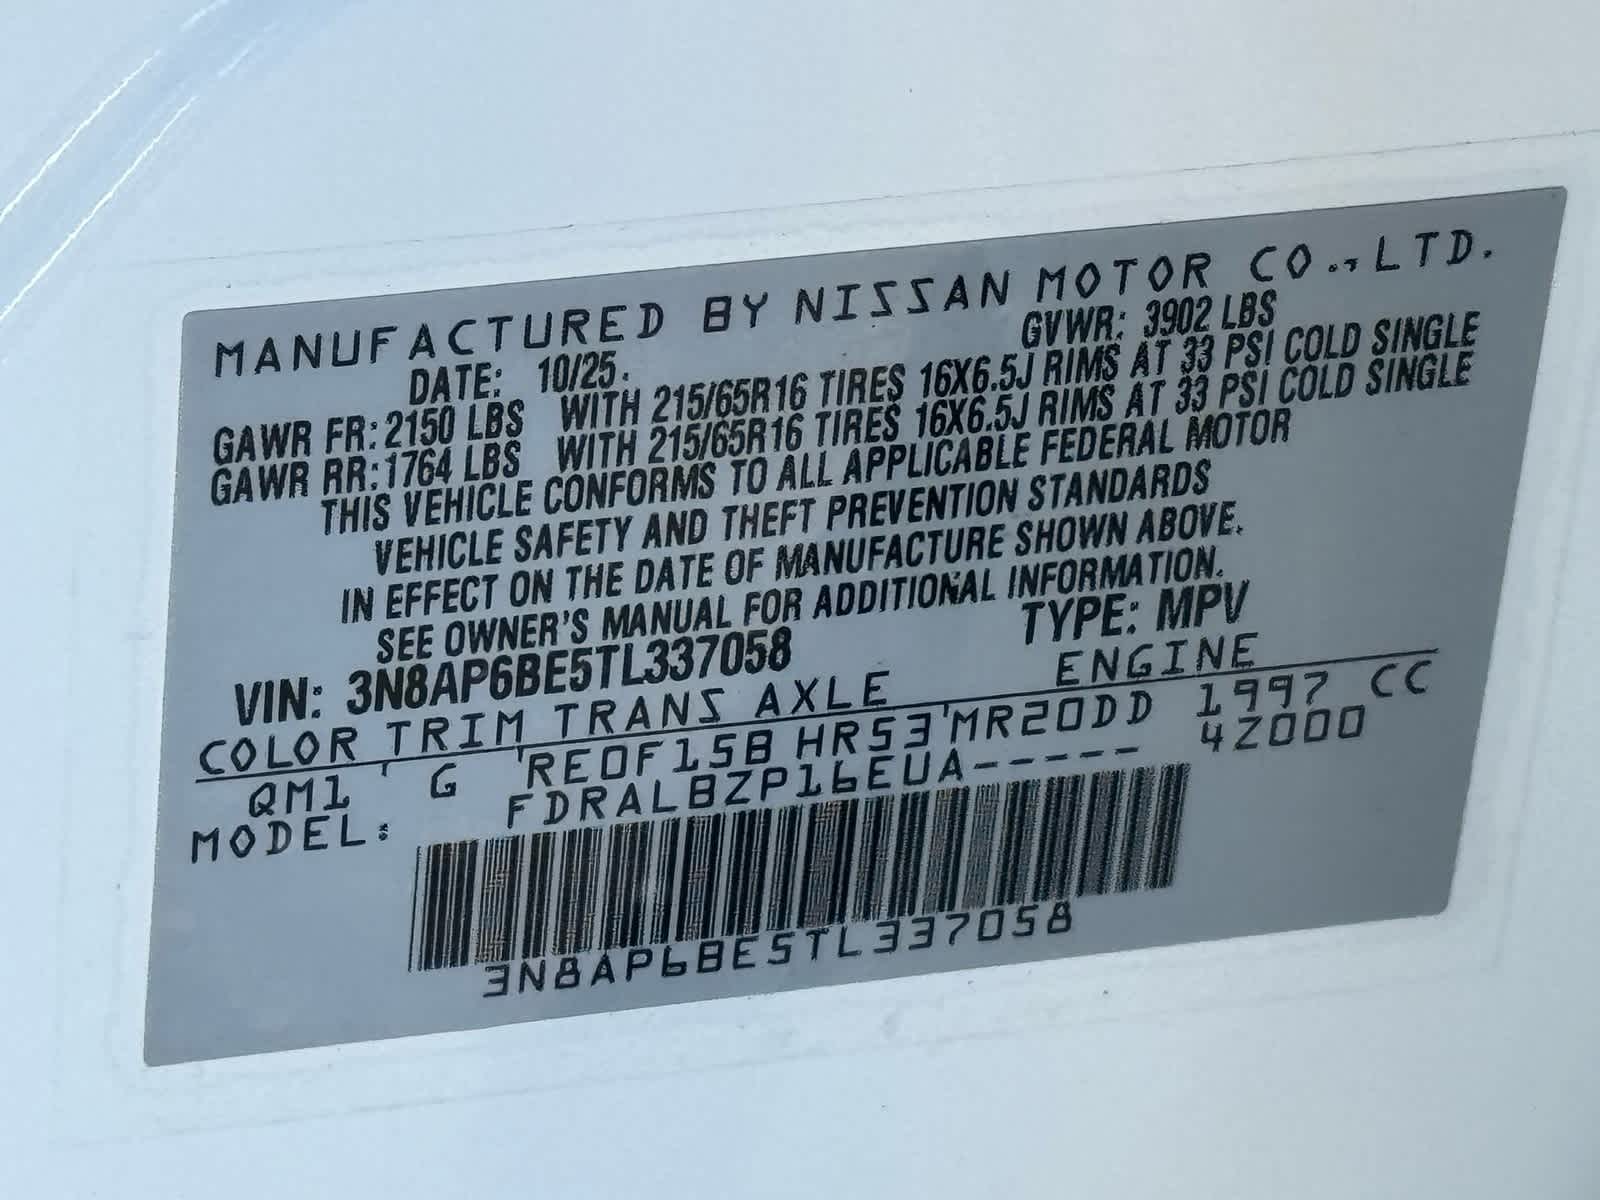 MANUFACTURED BY NISSAN MOTOR CO.,LTD.
DATE: 10/25. GVWR: 3902 LBS
GAWR FR: 2150 LBS WITH 215/65R16 TIRES 16X6.5J RIMS AT 33 PSI COLD SINGLE
GAWR RR: 1764 LBS WITH 215/65R16 TIRES 16X6.5J RIMS AT 33 PSI COLD SINGLE
THIS VEHICLE CONFORMS TO ALL APPLICABLE FEDERAL MOTOR
VEHICLE SAFETY AND THEFT PREVENTION STANDARDS
IN EFFECT ON THE DATE OF MANUFACTURE SHOWN ABOVE.
SEE OWNER'S MANUAL FOR ADDITIONAL INFORMATION.
VIN: 3N8AP6BE5TL337058 TYPE: MPV
COLOR TRIM TRANS AXLE ENGINE
QM1 ' G 'RE0F15B HR53'MR20DD 1997 CC
MODEL: FDRALBZP16EUA----- 4Z000
3N8AP6BE5TL337058